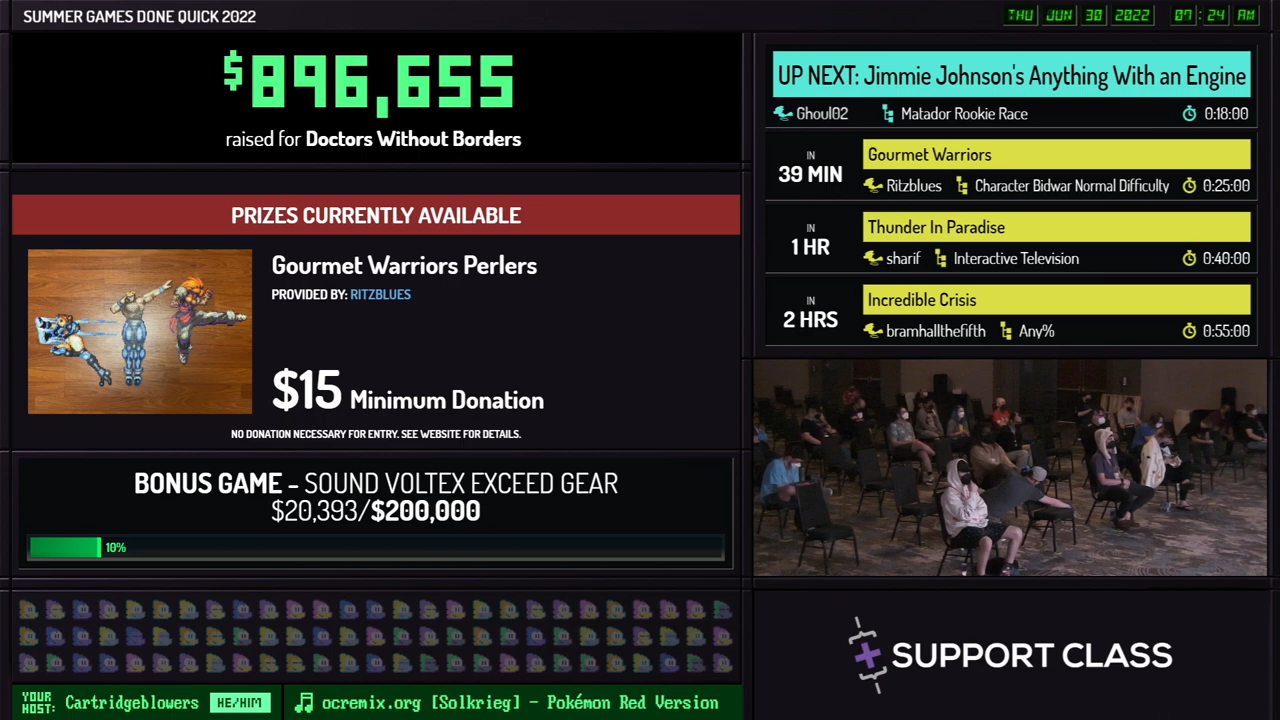 SUMMER GAMES DONE QUICK 2022
THU JUN 30 2022 07:24 AM
$896,655
raised for Doctors Without Borders
PRIZES CURRENTLY AVAILABLE
Gourmet Warriors Perlers
PROVIDED BY: RITZBLUES
$15 Minimum Donation
NO DONATION NECESSARY FOR ENTRY. SEE WEBSITE FOR DETAILS.
BONUS GAME - SOUND VOLTEX EXCEED GEAR
$20,393/$200,000
10%
UP NEXT: Jimmie Johnson's Anything With an Engine
Ghoul02 Matador Rookie Race 0:18:00
IN
39 MIN
Gourmet Warriors
Ritzblues Character Bidwar Normal Difficulty 0:25:00
IN
1 HR
Thunder In Paradise
sharif Interactive Television 0:40:00
IN
2 HRS
Incredible Crisis
bramhallthefifth Any% 0:55:00
SUPPORT CLASS
YOUR HOST: Cartridgeblowers HE/HIM
ocremix.org [Solkrieg] - Pokémon Red Version